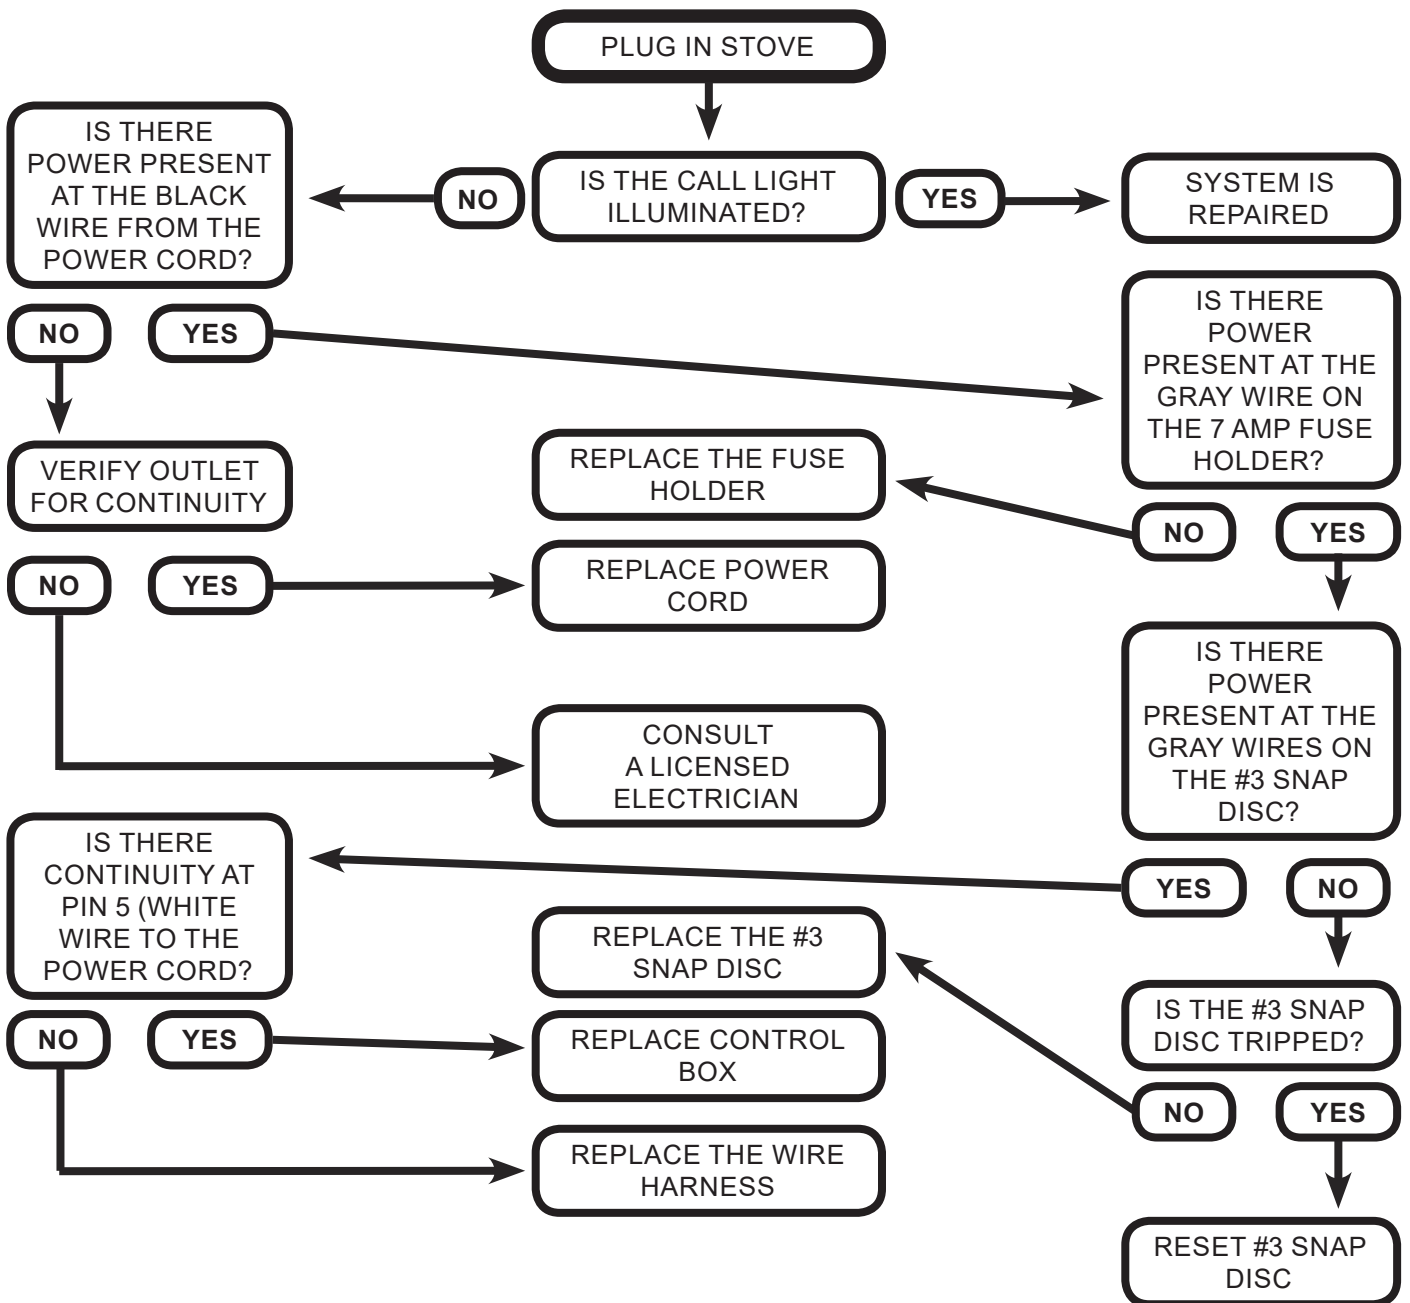 PLUG IN STOVE
IS THERE
POWER PRESENT
AT THE BLACK
WIRE FROM THE
POWER CORD?
NO
IS THE CALL LIGHT
ILLUMINATED?
YES
SYSTEM IS
REPAIRED
NO
YES
IS THERE
POWER
PRESENT AT THE
GRAY WIRE ON
THE 7 AMP FUSE
HOLDER?
VERIFY OUTLET
FOR CONTINUITY
REPLACE THE FUSE
HOLDER
NO
YES
NO
YES
REPLACE POWER
CORD
IS THERE
POWER
PRESENT AT THE
GRAY WIRES ON
THE #3 SNAP
DISC?
CONSULT
A LICENSED
ELECTRICIAN
IS THERE
CONTINUITY AT
PIN 5 (WHITE
WIRE TO THE
POWER CORD?
YES
NO
REPLACE THE #3
SNAP DISC
IS THE #3 SNAP
DISC TRIPPED?
NO
YES
REPLACE CONTROL
BOX
NO
YES
REPLACE THE WIRE
HARNESS
RESET #3 SNAP
DISC